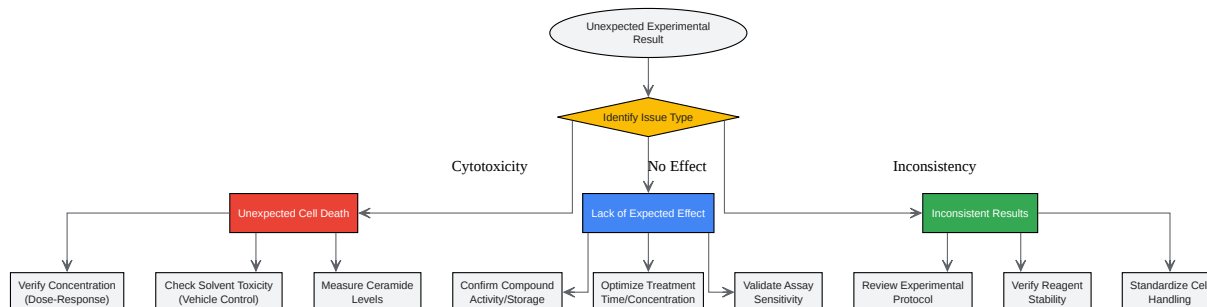 Unexpected Experimental
Result
Identify Issue Type
Cytotoxicity
No Effect
Inconsistency
Unexpected Cell Death
Lack of Expected Effect
Inconsistent Results
Verify Concentration
(Dose-Response)
Check Solvent Toxicity
(Vehicle Control)
Measure Ceramide
Levels
Confirm Compound
Activity/Storage
Optimize Treatment
Time/Concentration
Validate Assay
Sensitivity
Review Experimental
Protocol
Verify Reagent
Stability
Standardize Cell
Handling